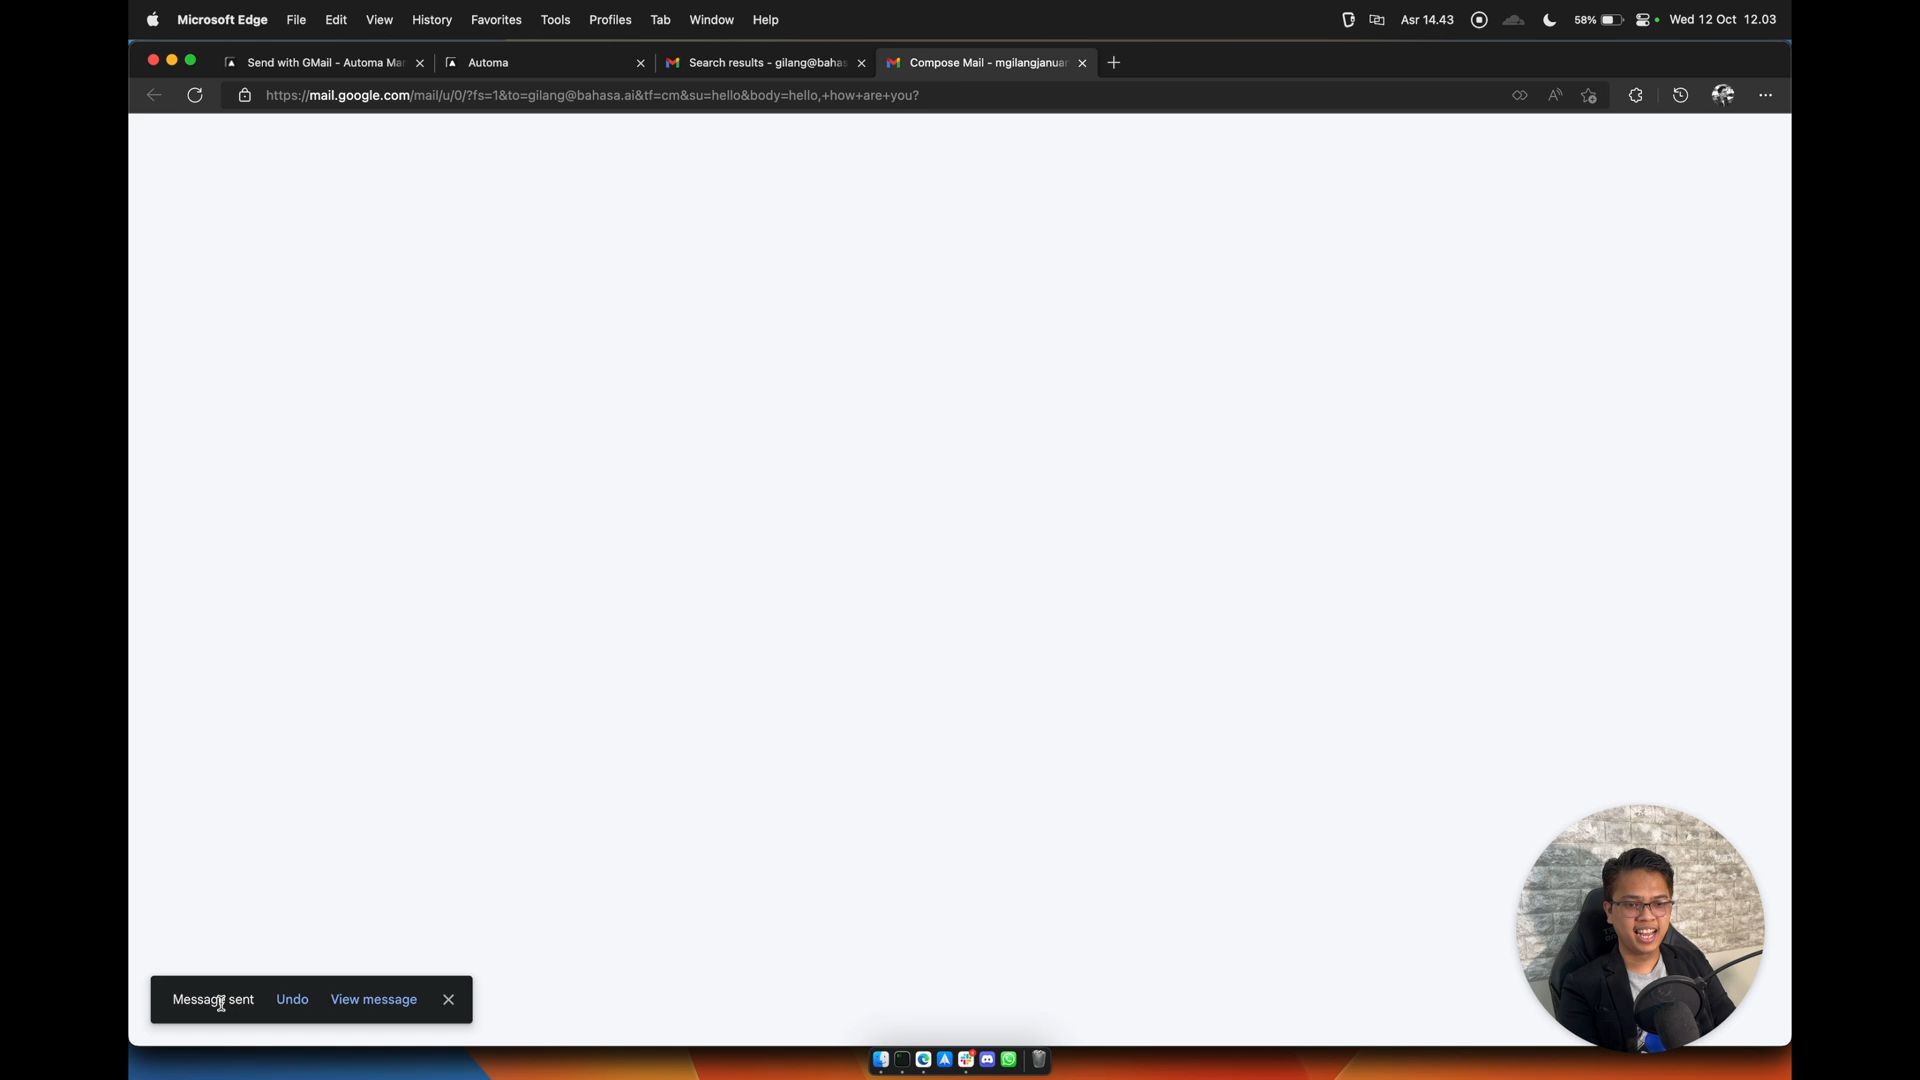 Microsoft Edge File Edit View History Favorites Tools Profiles Tab Window Help Asr 14.43 58% Wed 12 Oct 12.03
Send with GMail - Automa Mar Automa Search results - gilang@bahas Compose Mail - mgilangjanuar
https://mail.google.com/mail/u/0/?fs=1&to=gilang@bahasa.ai&tf=cm&su=hello&body=hello,+how+are+you?
Message sent Undo View message